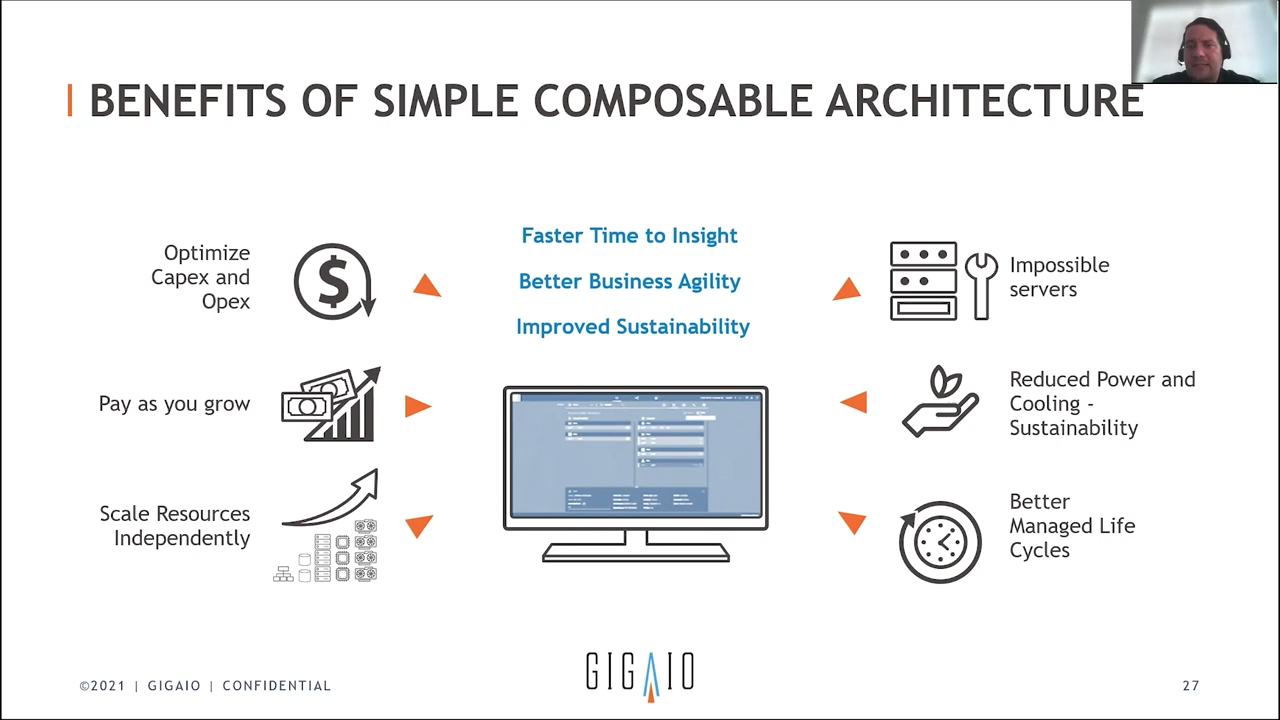 BENEFITS OF SIMPLE COMPOSABLE ARCHITECTURE
Optimize
Capex and
Opex
Pay as you grow
Scale Resources
Independently
Faster Time to Insight
Better Business Agility
Improved Sustainability
Impossible
servers
Reduced Power and
Cooling -
Sustainability
Better
Managed Life
Cycles
©2021 | GIGAIO | CONFIDENTIAL
GIGAIO
27